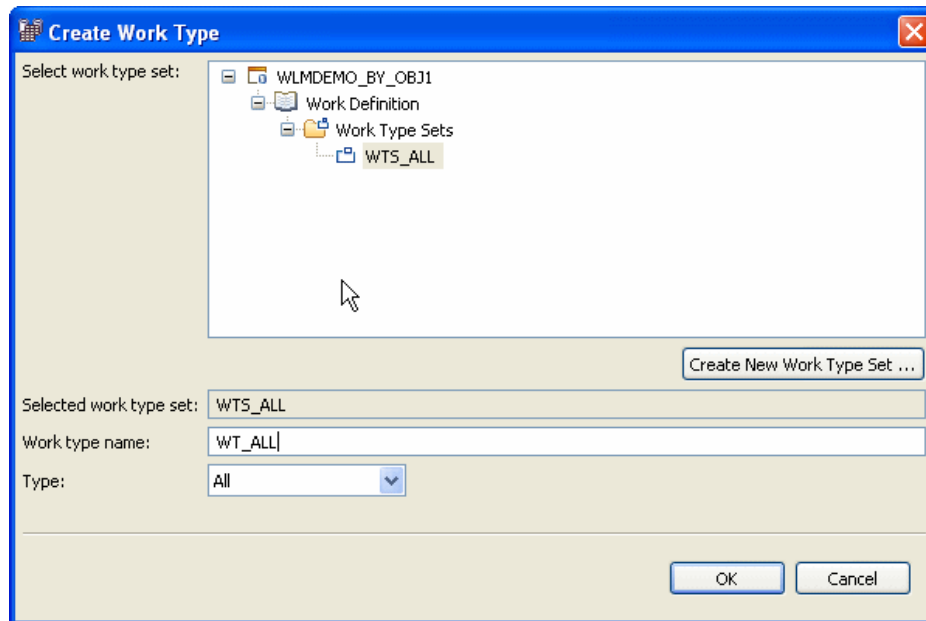 Create Work Type
Select work type set:
WLMDEMO_BY_OBJ1
Work Definition
Work Type Sets
WTS_ALL
Create New Work Type Set ...
Selected work type set: WTS_ALL
Work type name: WT_ALL
Type: All
OK Cancel